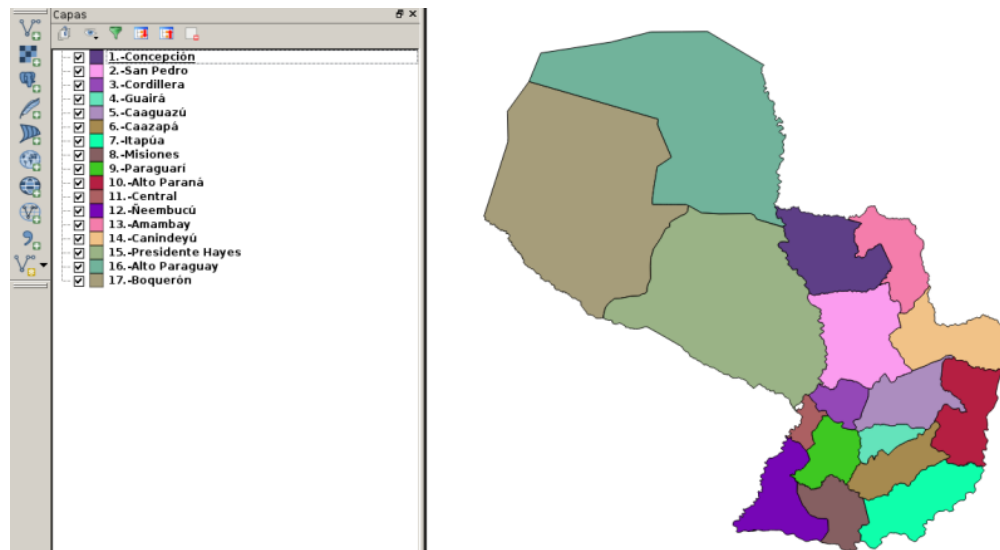 Capas
1.-Concepción
2.-San Pedro
3.-Cordillera
4.-Guairá
5.-Caaguazú
6.-Caazapá
7.-Itapúa
8.-Misiones
9.-Paraguarí
10.-Alto Paraná
11.-Central
12.-Ñeembucú
13.-Amambay
14.-Canindeyú
15.-Presidente Hayes
16.-Alto Paraguay
17.-Boquerón